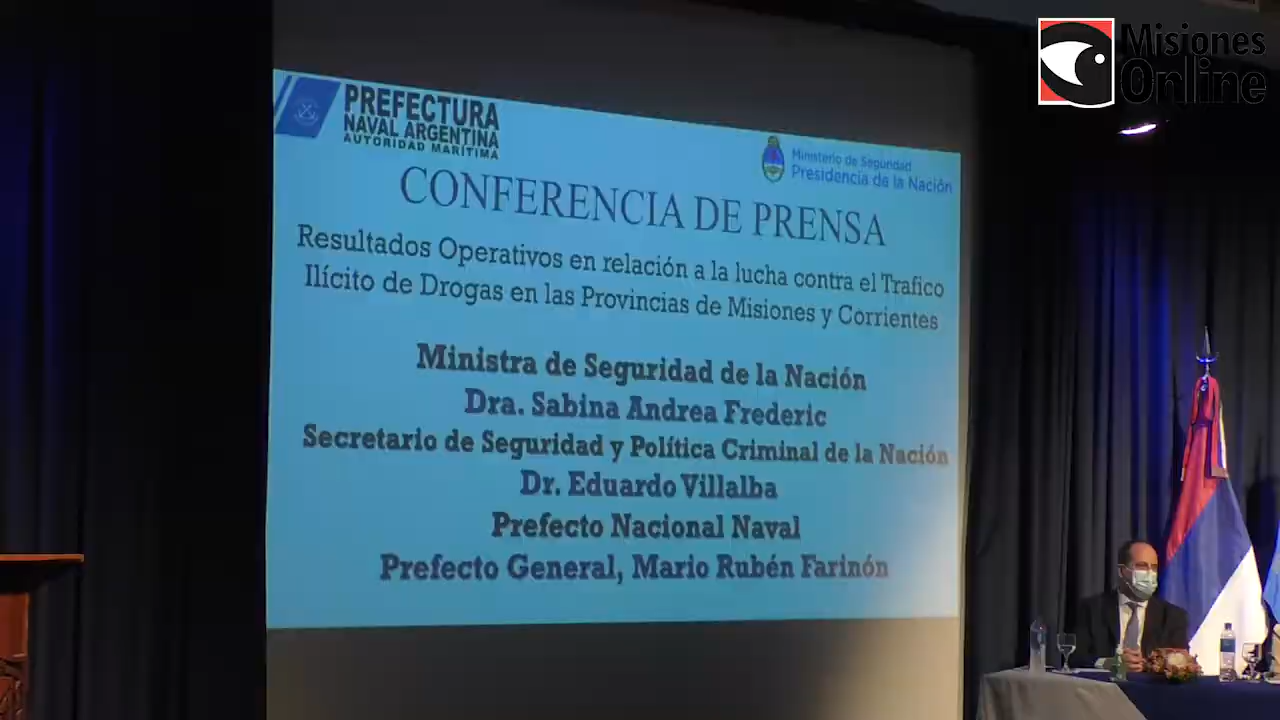 Misiones
Online
PREFECTURA
NAVAL ARGENTINA
AUTORIDAD MARÍTIMA
Ministerio de Seguridad
Presidencia de la Nación
CONFERENCIA DE PRENSA
Resultados Operativos en relación a la lucha contra el Trafico
Ilícito de Drogas en las Provincias de Misiones y Corrientes
Ministra de Seguridad de la Nación
Dra. Sabina Andrea Frederic
Secretario de Seguridad y Política Criminal de la Nación
Dr. Eduardo Villalba
Prefecto Nacional Naval
Prefecto General, Mario Rubén Farinón